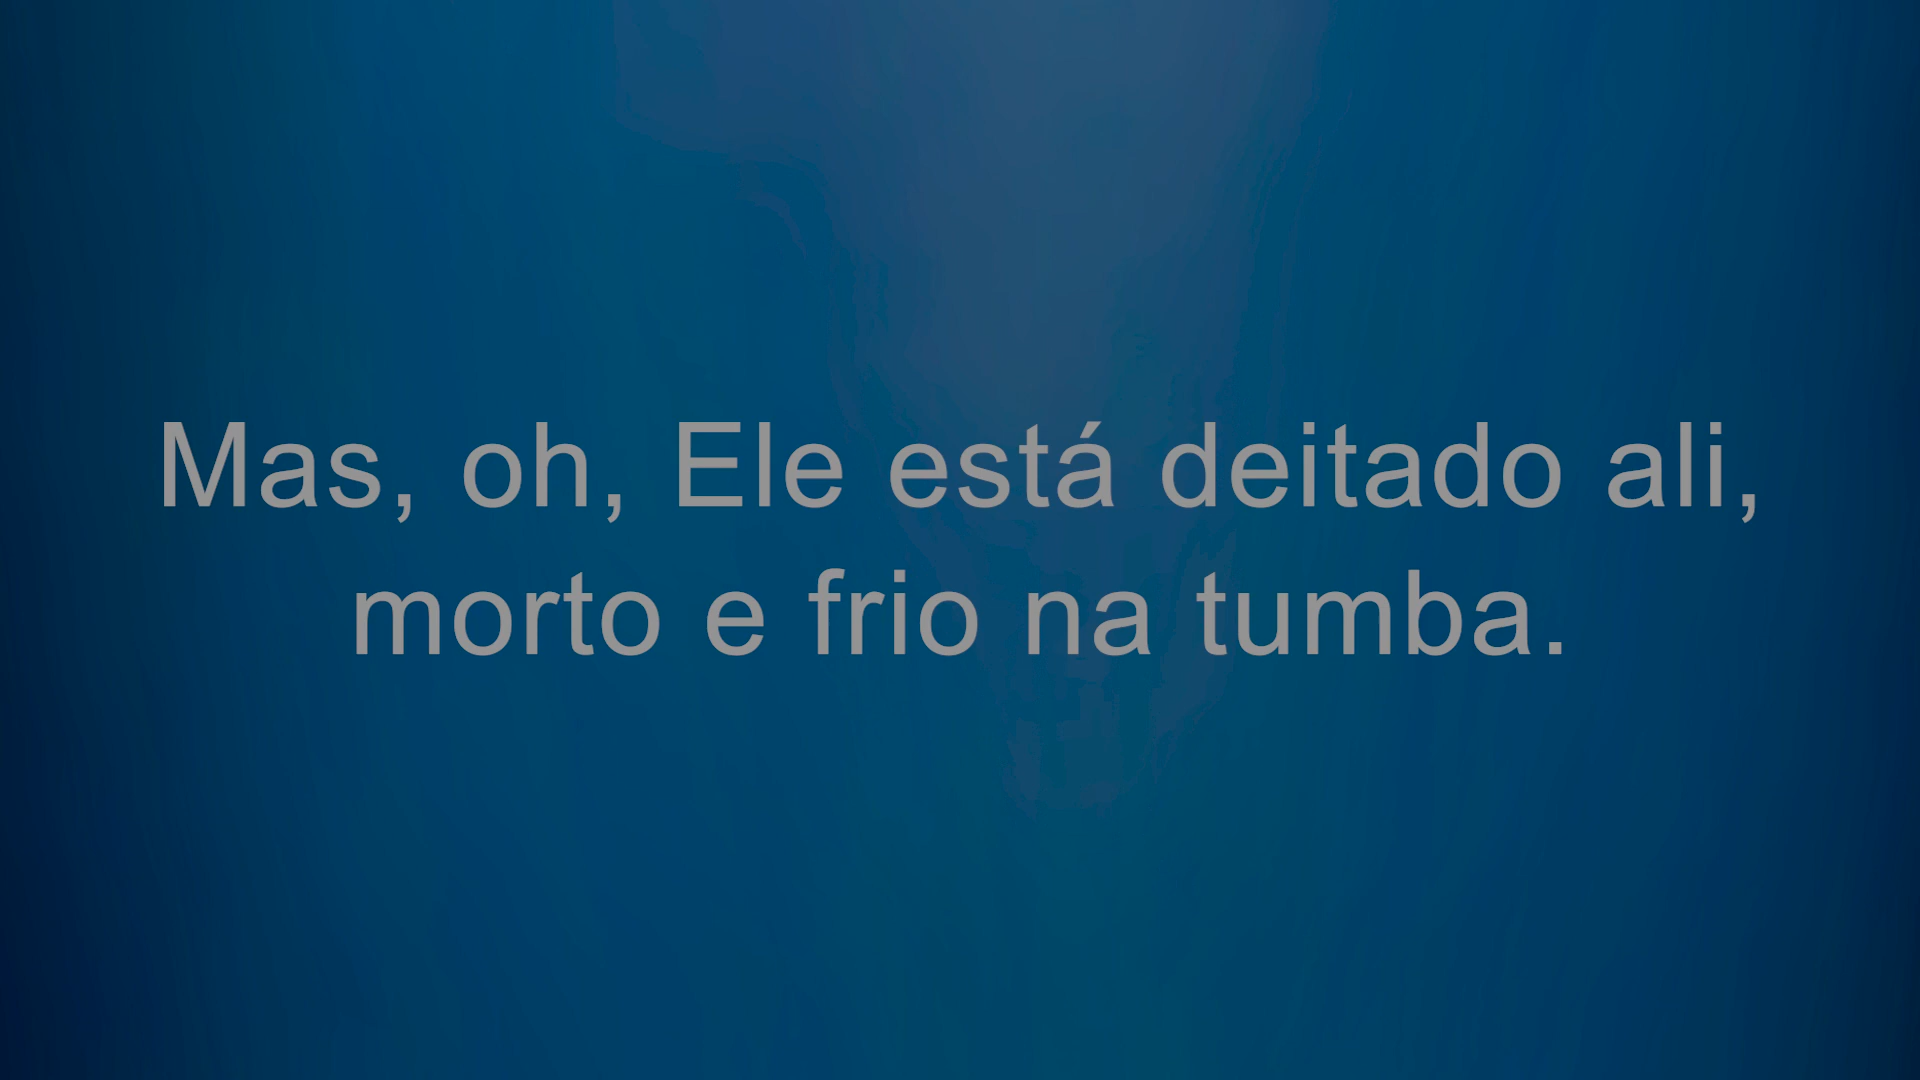 Mas, oh, Ele está deitado ali,
morto e frio na tumba.